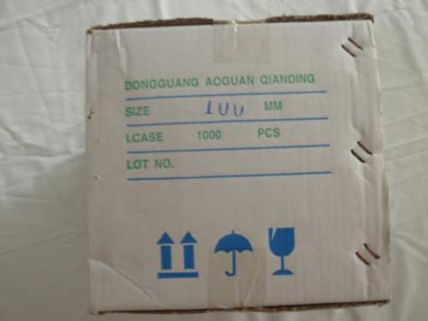 DONGGUANG AOGUAN QIANDING
SIZE 100 MM
LCASE 1000 PCS
LOT NO.